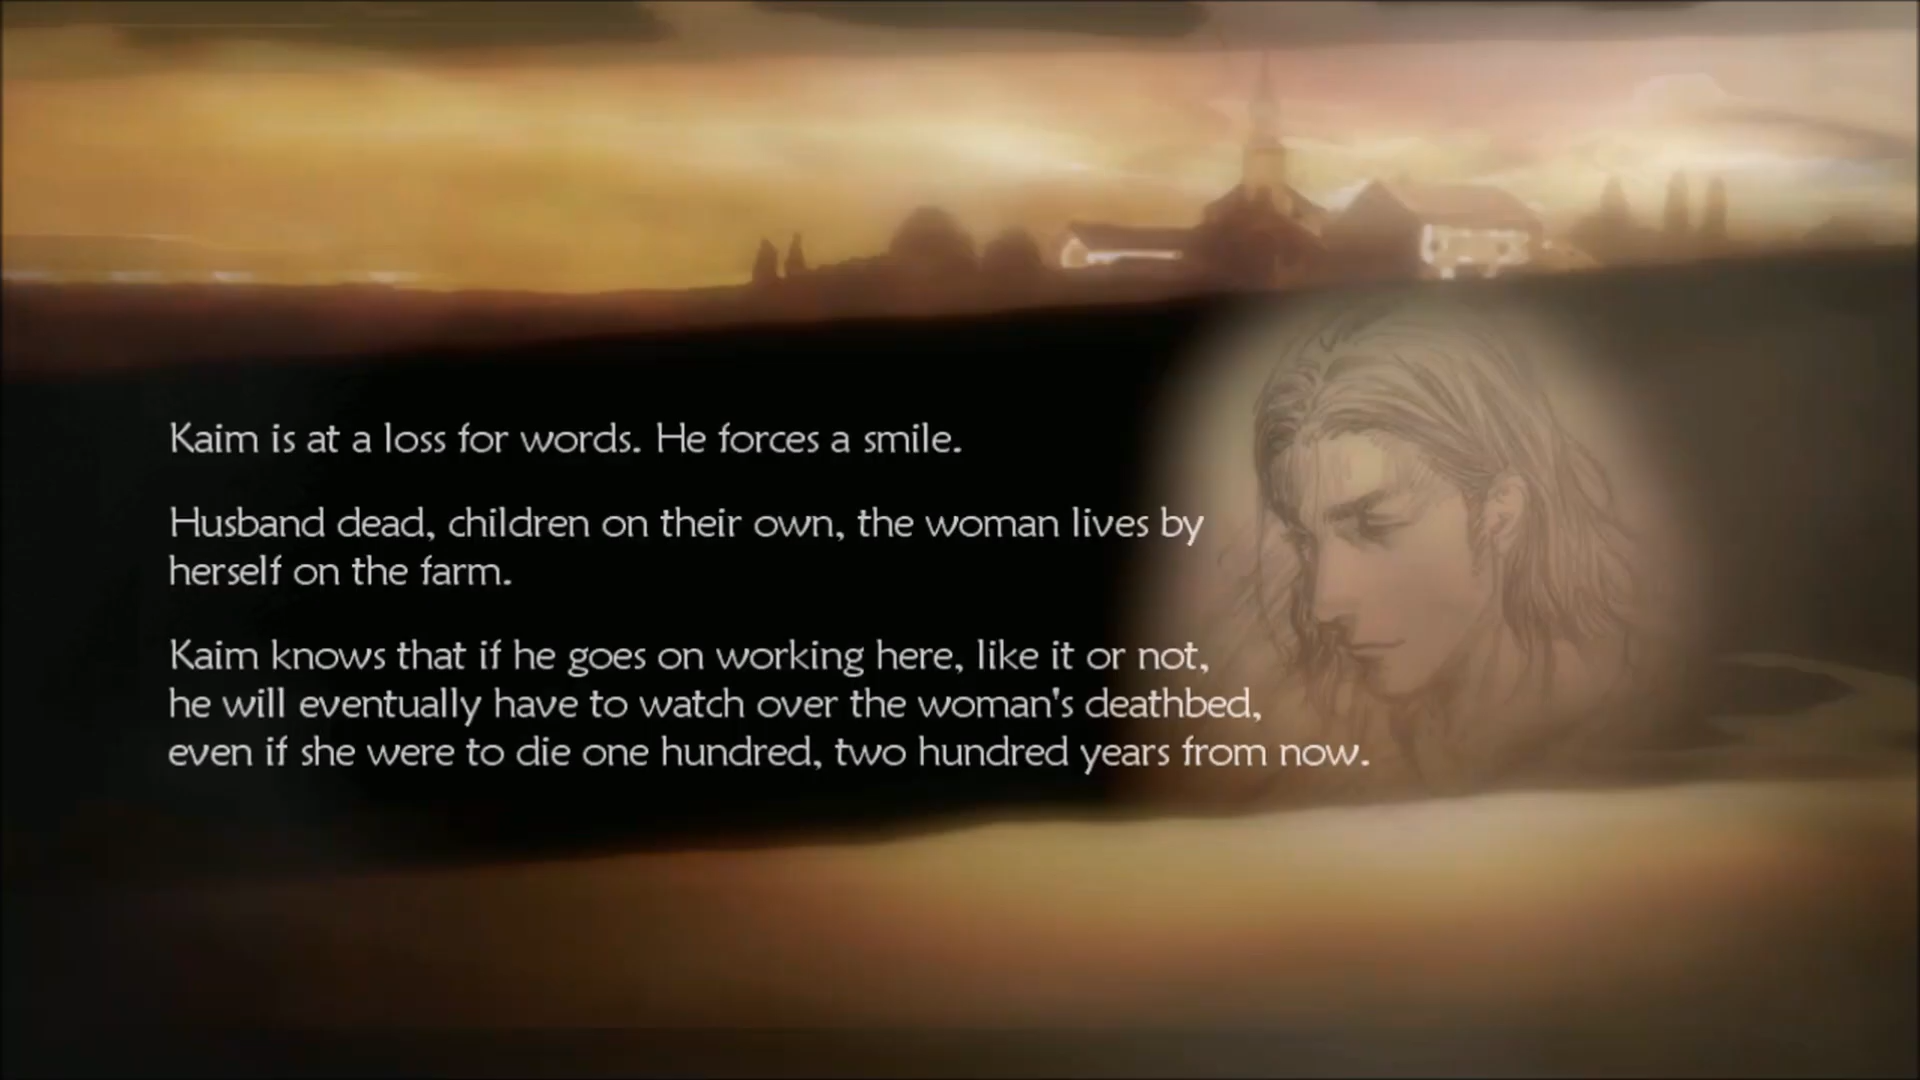 Kaim is at a loss for words. He forces a smile.
Husband dead, children on their own, the woman lives by
herself on the farm.
Kaim knows that if he goes on working here, like it or not,
he will eventually have to watch over the woman's deathbed,
even if she were to die one hundred, two hundred years from now.